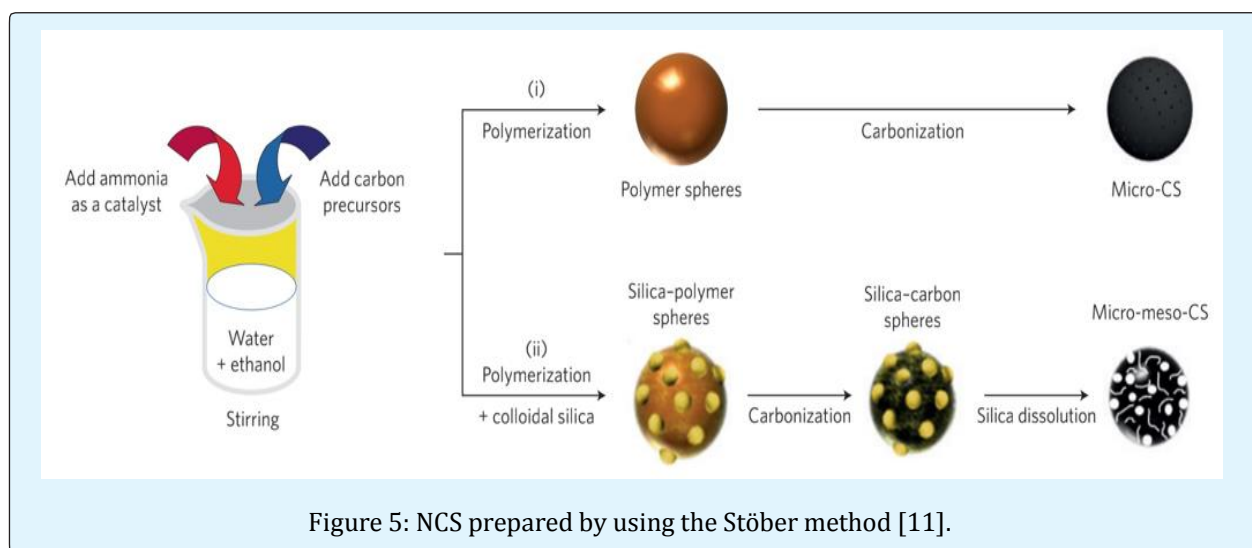 Add ammonia
as a catalyst
Add carbon
precursors
Water
+ ethanol
Stirring
(i)
Polymerization
Polymer spheres
Carbonization
Micro-CS
(ii)
Polymerization
+ colloidal silica
Silica–polymer
spheres
Carbonization
Silica–carbon
spheres
Silica dissolution
Micro-meso-CS
Figure 5: NCS prepared by using the Stöber method [11].